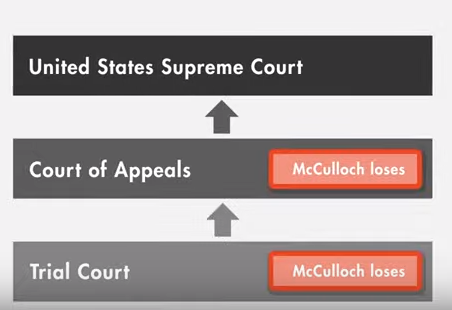 United States Supreme Court
Court of Appeals
McCulloch loses
Trial Court
McCulloch loses